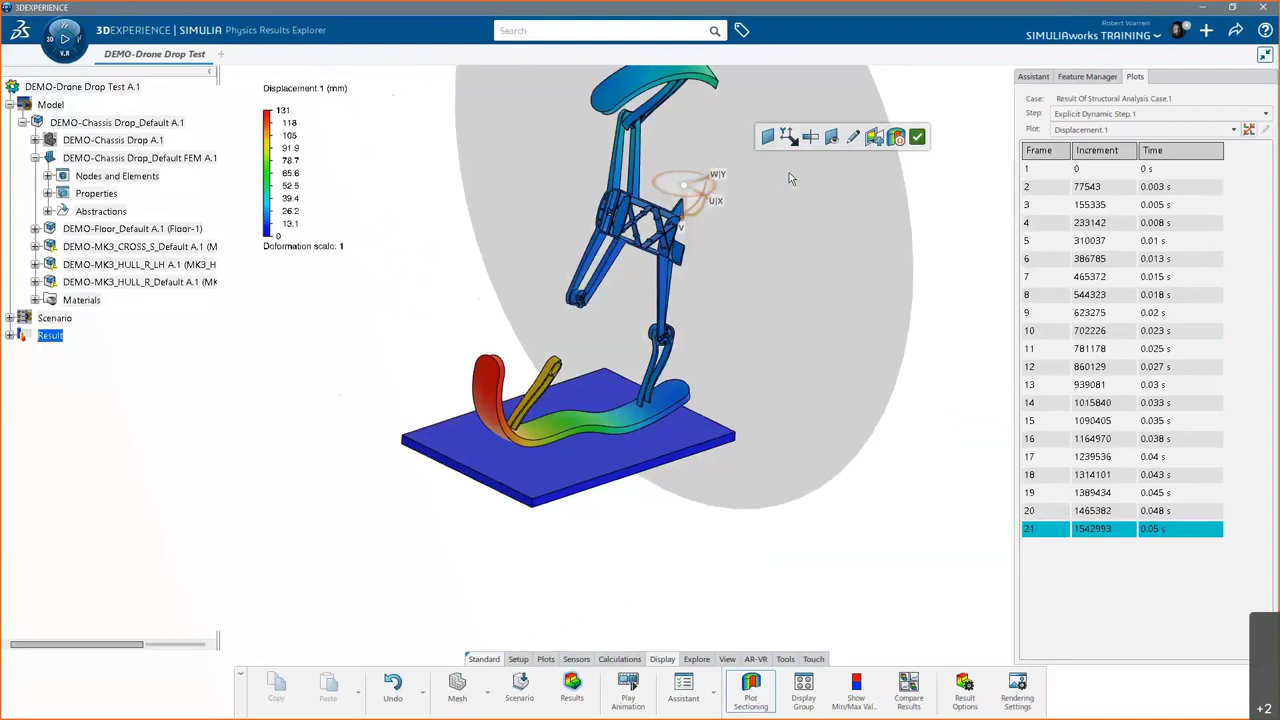 3DEXPERIENCE
3D
V.R
3DEXPERIENCE | SIMULIA Physics Results Explorer
Search
Robert Warren
SIMULIAworks TRAINING
DEMO-Drone Drop Test
DEMO-Drone Drop Test A.1
Model
DEMO-Chassis Drop_Default A.1
Chassis Drop A.1
Chassis Drop_Default FEM A.1
Nodes and Elements
Properties
Abstractions
DEMO-Floor_Default A.1 (Floor-1)
DEMO-MK3_CROSS_S_Default A.1 (M
DEMO-MK3_HULL_R_LH A.1 (MK3_H
DEMO-MK3_HULL_R_Default A.1 (MK
Materials
Scenario
Result
Displacement.1 (mm)
131
118
105
91.9
78.7
65.6
52.5
39.4
26.2
13.1
0
Deformation scale: 1
W|Y
U|X
V
Assistant Feature Manager Plots
Case: Result Of Structural Analysis Case.1
Step: Explicit Dynamic Step.1
Plot: Displacement.1
Frame Increment Time
1 0 0 s
2 77543 0.003 s
3 155335 0.005 s
4 233142 0.008 s
5 310037 0.01 s
6 386785 0.013 s
7 465372 0.015 s
8 544323 0.018 s
9 623275 0.02 s
10 702226 0.023 s
11 781178 0.025 s
12 860129 0.027 s
13 939081 0.03 s
14 1015840 0.033 s
15 1090405 0.035 s
16 1164970 0.038 s
17 1239536 0.04 s
18 1314101 0.043 s
19 1389434 0.045 s
20 1465382 0.048 s
21 1542993 0.05 s
Standard Setup Plots Sensors Calculations Display Explore View AR-VR Tools Touch
Copy
Paste
Undo
Mesh
Scenario
Results
Play
Animation
Assistant
Plot
Sectioning
Display
Group
Show
Min/Max Val...
Compare
Results
Result
Options
Rendering
Settings
+2